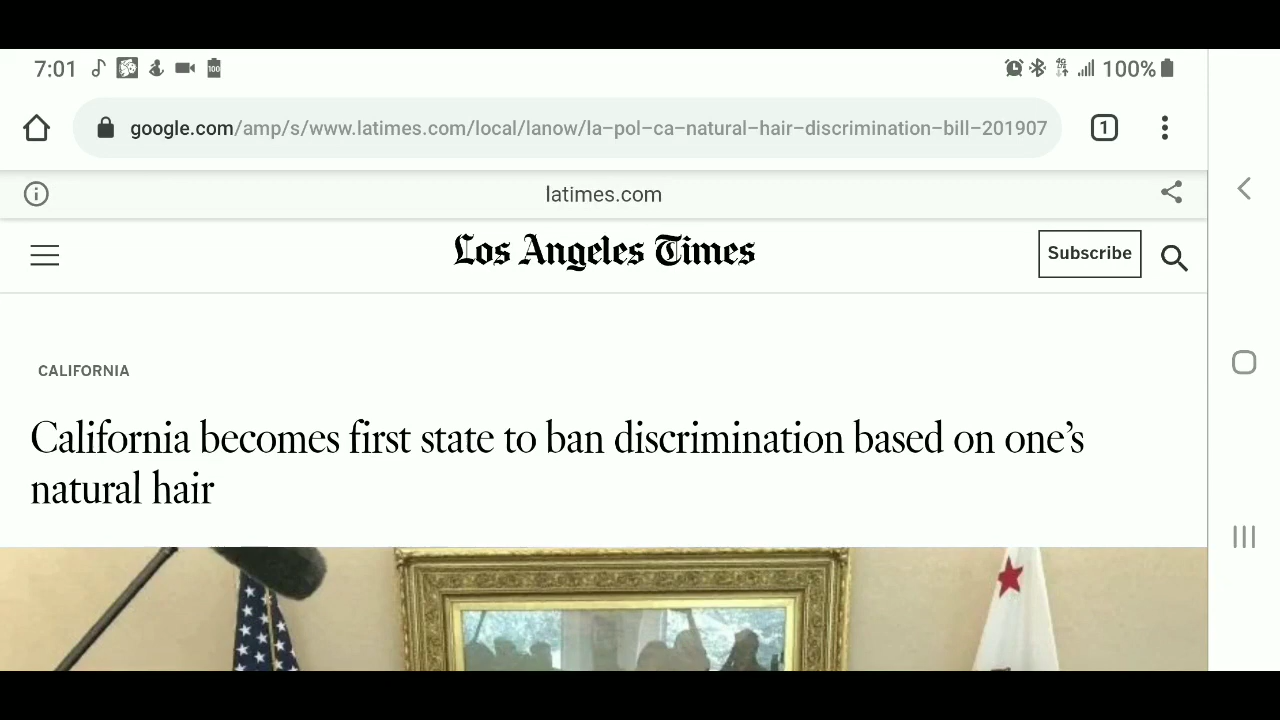 7:01
100%
google.com/amp/s/www.latimes.com/local/lanow/la-pol-ca-natural-hair-discrimination-bill-201907
1
latimes.com
Los Angeles Times
Subscribe
CALIFORNIA
California becomes first state to ban discrimination based on one's
natural hair